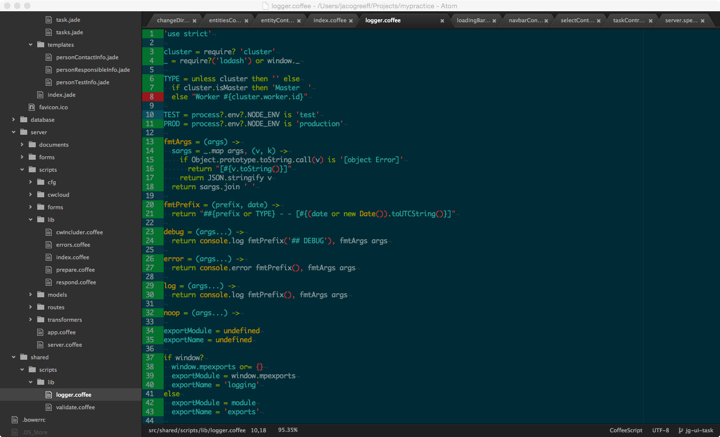 logger.coffee - /Users/jacogreeff/Projects/mypractice - Atom
task.jade
tasks.jade
templates
personContactInfo.jade
personResponsibleInfo.jade
personTestInfo.jade
index.jade
favicon.ico
database
server
documents
forms
scripts
cfg
cwcloud
forms
lib
cwIncluder.coffee
errors.coffee
index.coffee
prepare.coffee
respond.coffee
models
routes
transformers
app.coffee
server.coffee
shared
scripts
lib
logger.coffee
validate.coffee
.bowerrc
.DS_Store
changeDir...
entitesCo...
entityCont...
index.coffee
logger.coffee
loadingBar...
navbarCon...
selectCont...
taskContr...
server.spe...
1 'use strict'
2
3 cluster = require? 'cluster'
4 _ = require?('lodash') or window._
5
6 TYPE = unless cluster then '' else
7 if cluster.isMaster then 'Master  '
8 else "Worker #{cluster.worker.id}"
9
10 TEST = process?.env?.NODE_ENV is 'test'
11 PROD = process?.env?.NODE_ENV is 'production'
12
13 fmtArgs = (args) ->
14 sargs = _.map args, (v, k) ->
15 if Object.prototype.toString.call(v) is '[object Error]'
16 return "[#{v.toString()}]"
17 return JSON.stringify v
18 return sargs.join ' '
19
20 fmtPrefix = (prefix, date) ->
21 return "##{prefix or TYPE} - - [#{(date or new Date()).toUTCString()}]"
22
23 debug = (args...) ->
24 return console.log fmtPrefix('## DEBUG'), fmtArgs args
25
26 error = (args...) ->
27 return console.error fmtPrefix(), fmtArgs args
28
29 log = (args...) ->
30 return console.log fmtPrefix(), fmtArgs args
31
32 noop = (args...) ->
33
34 exportModule = undefined
35 exportName = undefined
36
37 if window?
38 window.mpexports or= {}
39 exportModule = window.mpexports
40 exportName = 'logging'
41 else
42 exportModule = module
43 exportName = 'exports'
44
src/shared/scripts/lib/logger.coffee 10,18 95.35%
CoffeeScript UTF-8 jg-ui-task